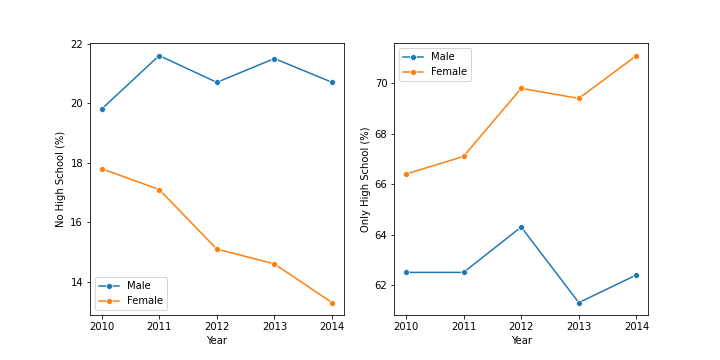 22
20
18
16
14
No High School (%)
Male
Female
2010 2011 2012 2013 2014
Year
70
68
66
64
62
Only High School (%)
Male
Female
2010 2011 2012 2013 2014
Year